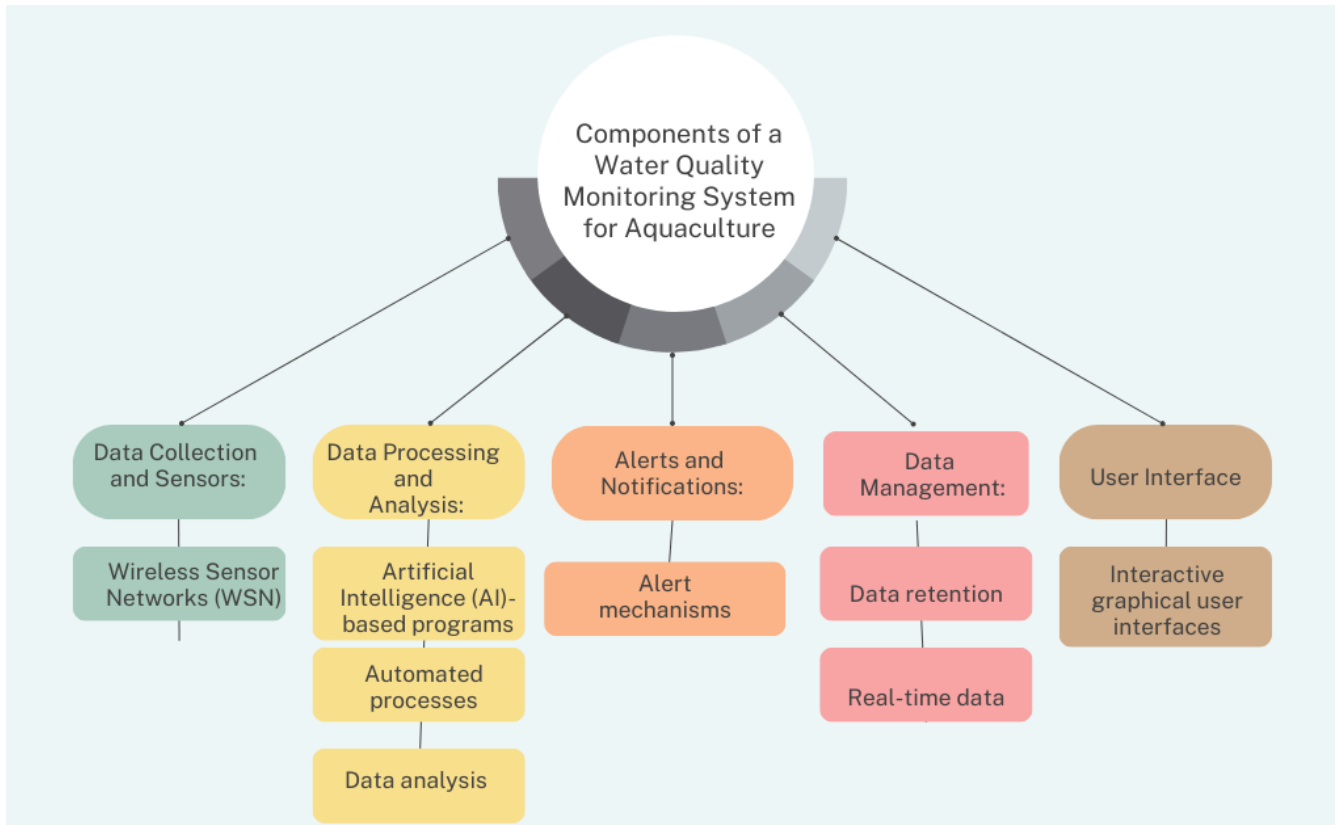 Components of a
Water Quality
Monitoring System
for Aquaculture
Data Collection
and Sensors:
Wireless Sensor
Networks (WSN)
Data Processing
and
Analysis:
Artificial
Intelligence (AI)-
based programs
Automated
processes
Data analysis
Alerts and
Notifications:
Alert
mechanisms
Data
Management:
Data retention
Real-time data
User Interface
Interactive
graphical user
interfaces